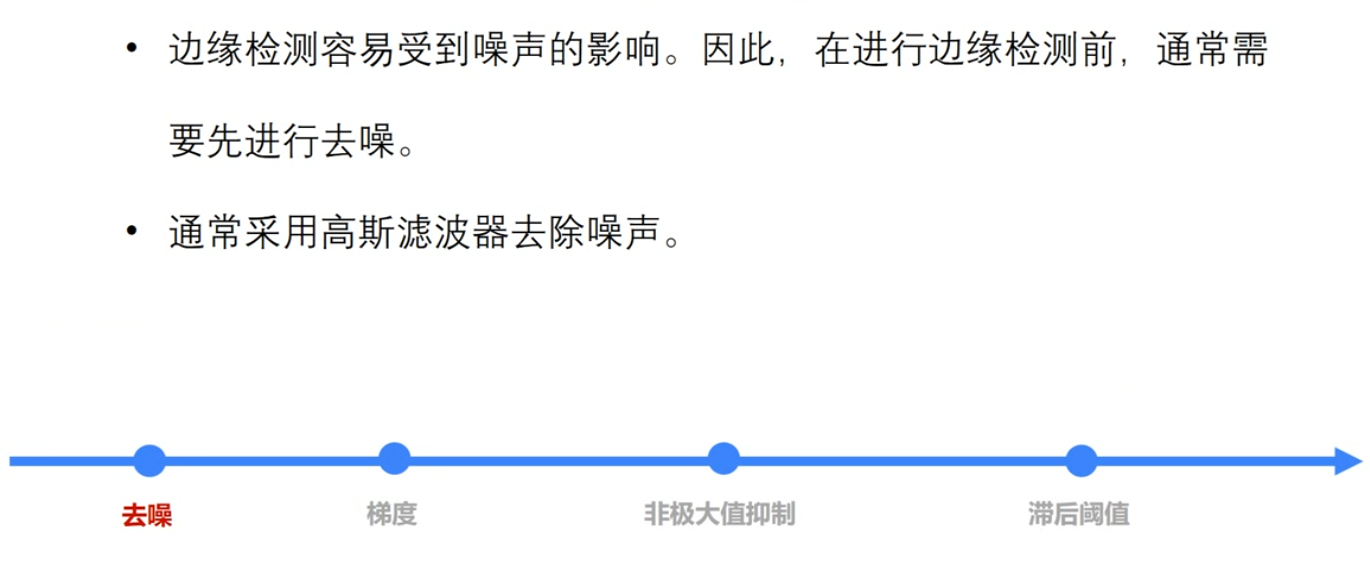 • 边缘检测容易受到噪声的影响。因此，在进行边缘检测前，通常需
要先进行去噪。
• 通常采用高斯滤波器去除噪声。
去噪 梯度 非极大值抑制 滞后阈值